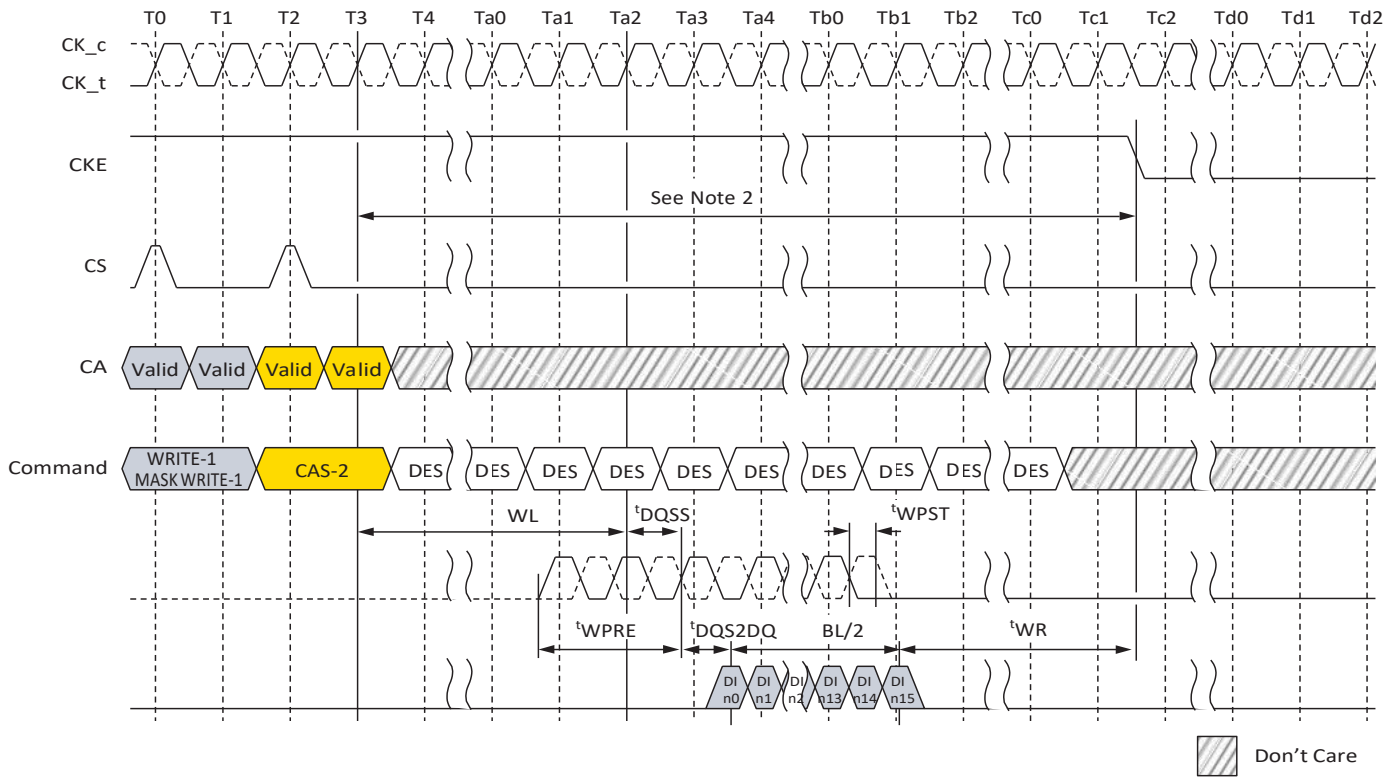 T0 T1 T2 T3 T4 Ta0 Ta1 Ta2 Ta3 Ta4 Tb0 Tb1 Tb2 Tc0 Tc1 Tc2 Td0 Td1 Td2
CK_c
CK_t
CKE
See Note 2
CS
CA Valid Valid Valid Valid
Command WRITE-1 MASK WRITE-1 CAS-2 DES DES DES DES DES DES DES DES DES DES
WL tDQSS tWPST
tWPRE tDQS2DQ BL/2 tWR
DI n0 DI n1 DI n2 DI n13 DI n14 DI n15
Don't Care